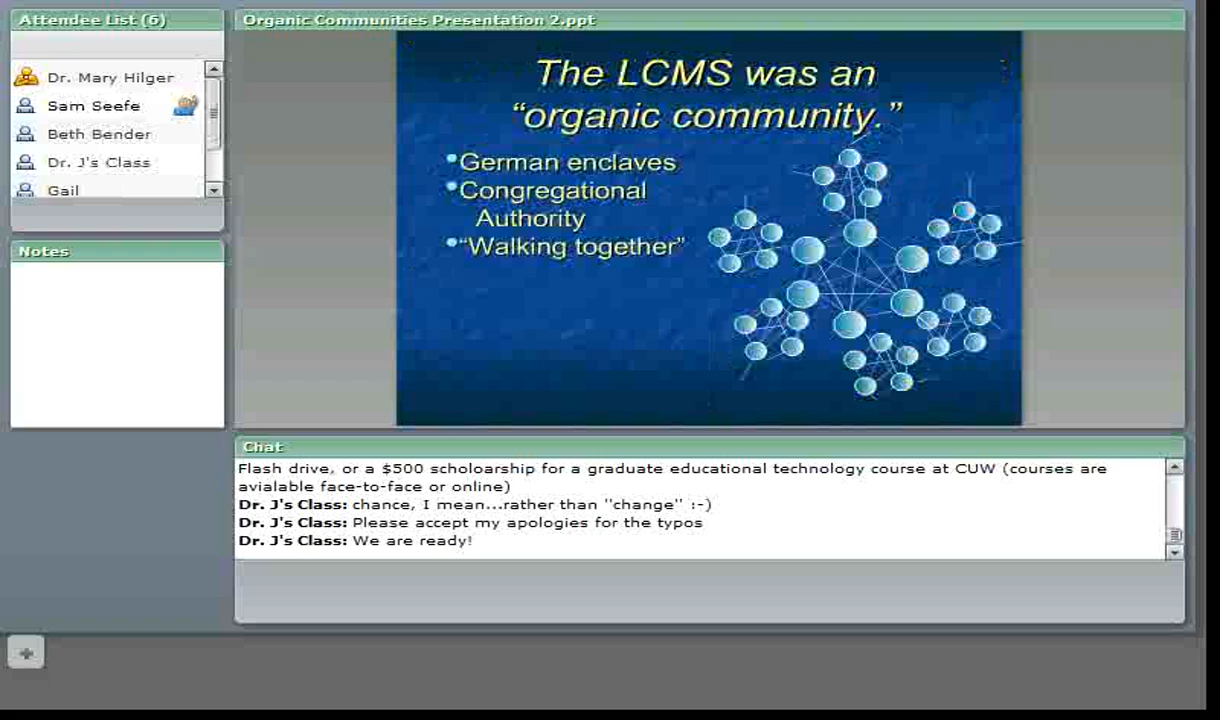 Attendee List (6)
Dr. Mary Hilger
Sam Seefe
Beth Bender
Dr. J's Class
Gail
Notes
Organic Communities Presentation 2.ppt
The LCMS was an
“organic community.”
•German enclaves
•Congregational
Authority
•“Walking together”
Chat
Flash drive, or a $500 scholoarship for a graduate educational technology course at CUW (courses are
avialable face-to-face or online)
Dr. J's Class: chance, I mean...rather than "change" :-)
Dr. J's Class: Please accept my apologies for the typos
Dr. J's Class: We are ready!